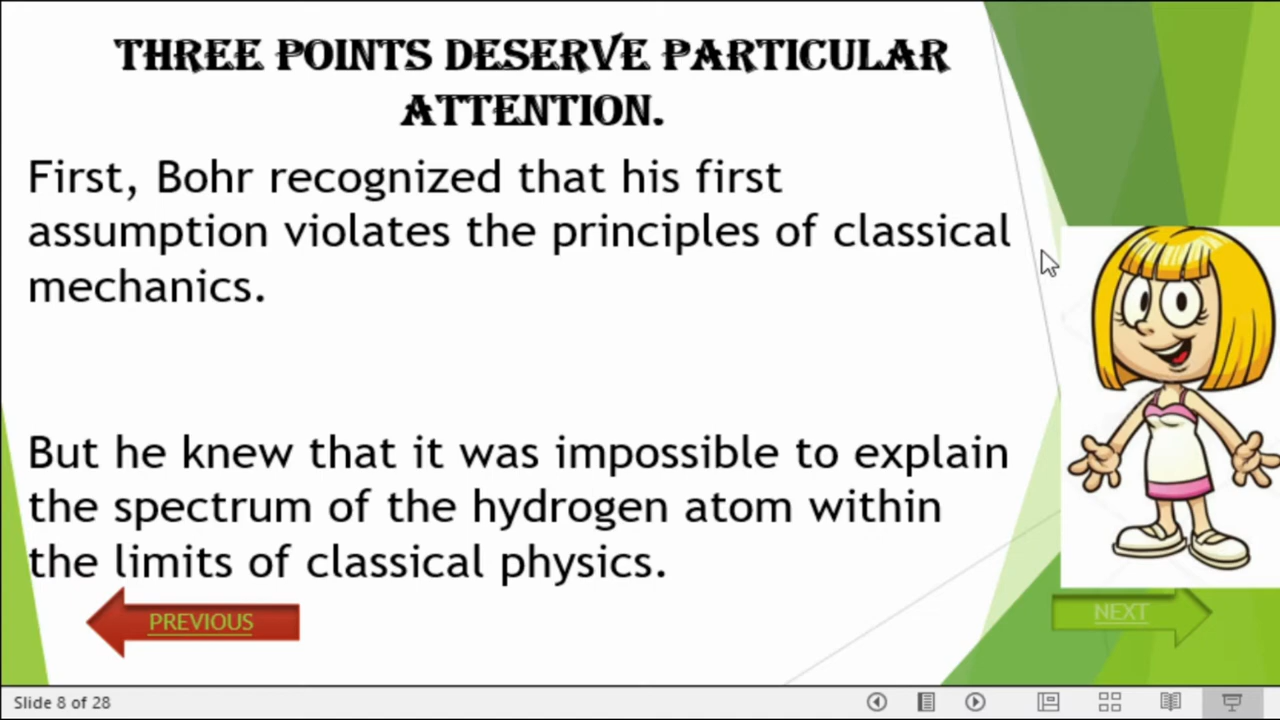 THREE POINTS DESERVE PARTICULAR
ATTENTION.
First, Bohr recognized that his first
assumption violates the principles of classical
mechanics.
But he knew that it was impossible to explain
the spectrum of the hydrogen atom within
the limits of classical physics.
PREVIOUS
NEXT
Slide 8 of 28